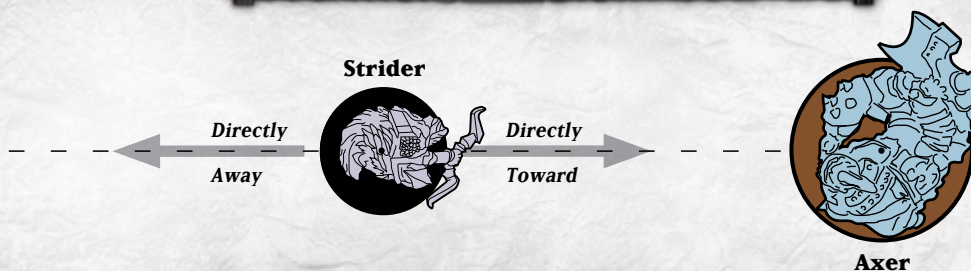 Strider
Directly
Away
Directly
Toward
Axer